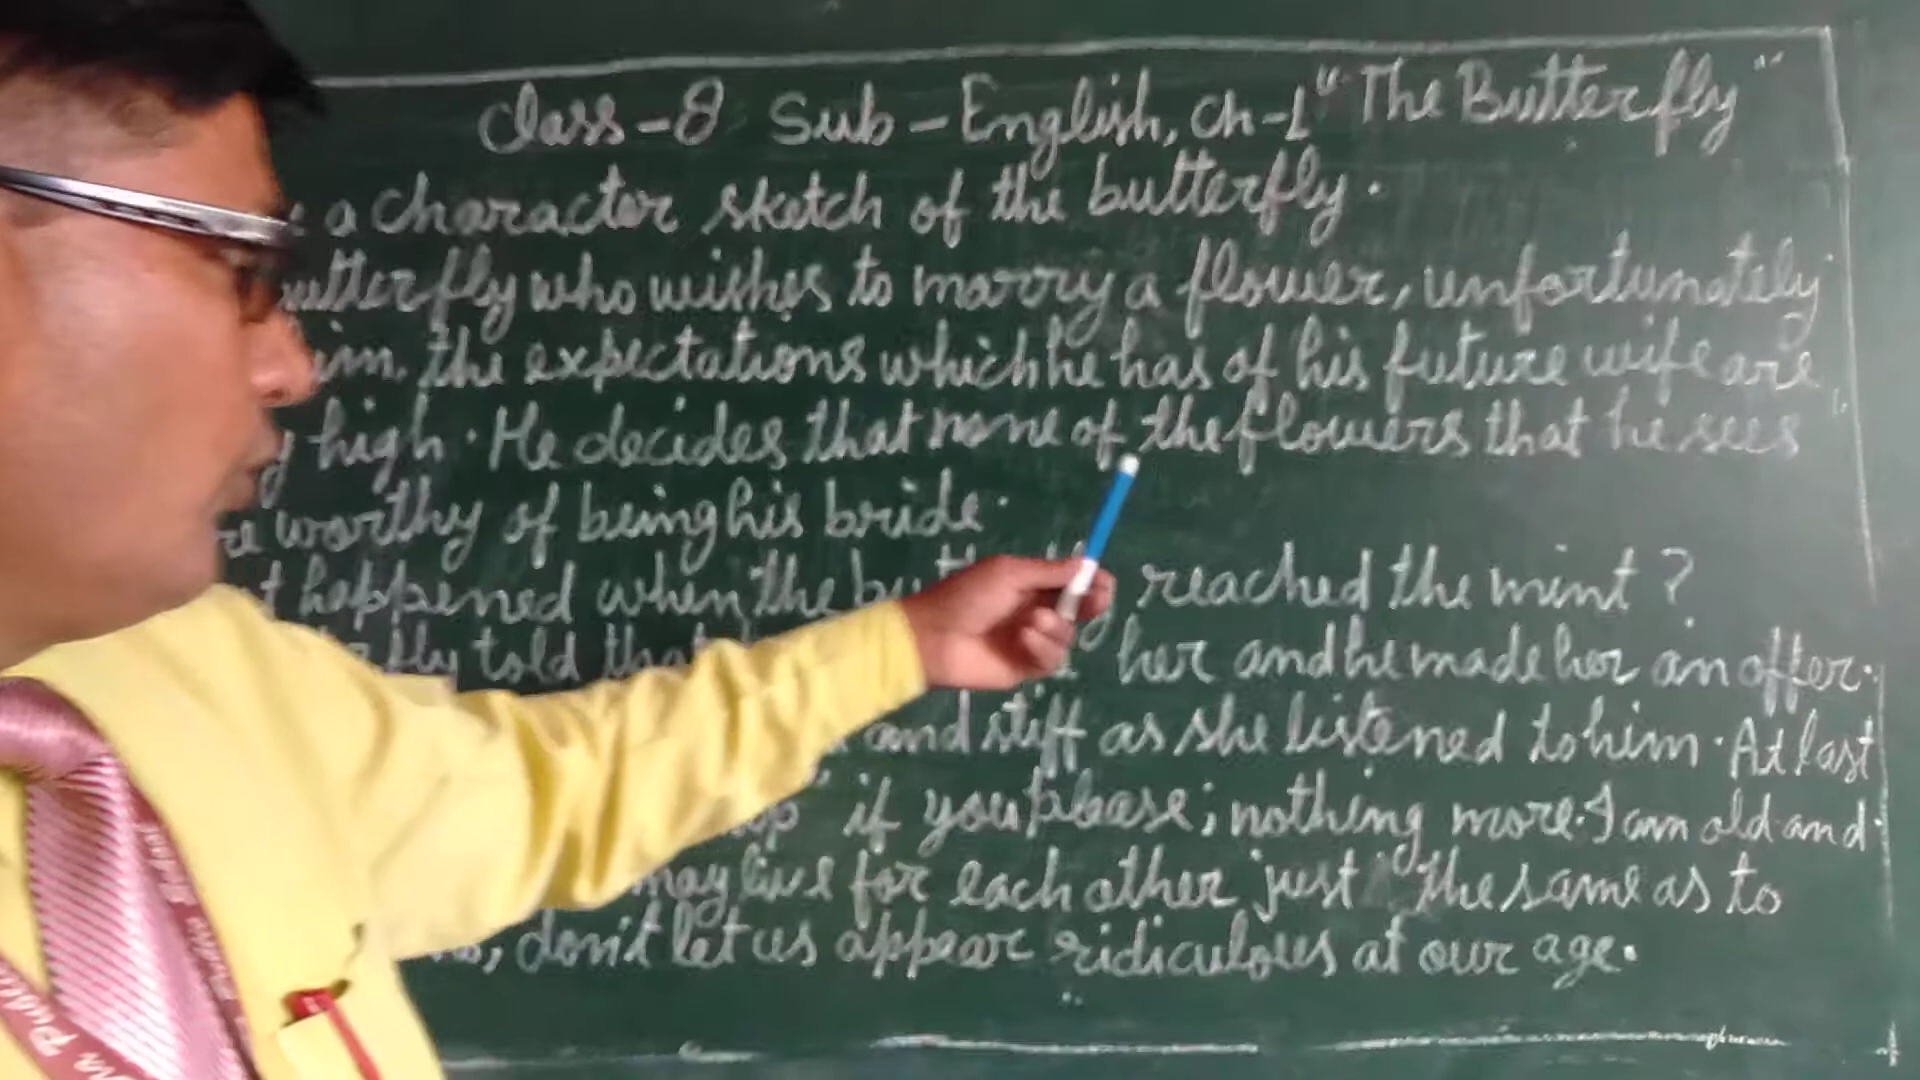 Class-8 Sub-English, Ch-1 "The Butterfly"
a character sketch of the butterfly.
who wishes to marry a flower, unfortunately
the expectations which he has of his future wife are
high. He decides that none of the flowers that he sees
worthy of being his bride.
happened when the reached the mint?
told her and he made her an offer.
and stiff as she listened to him. At last
if you please; nothing more. I am old and
may live for each other just the same as to
don't let us appear ridiculous at our age.